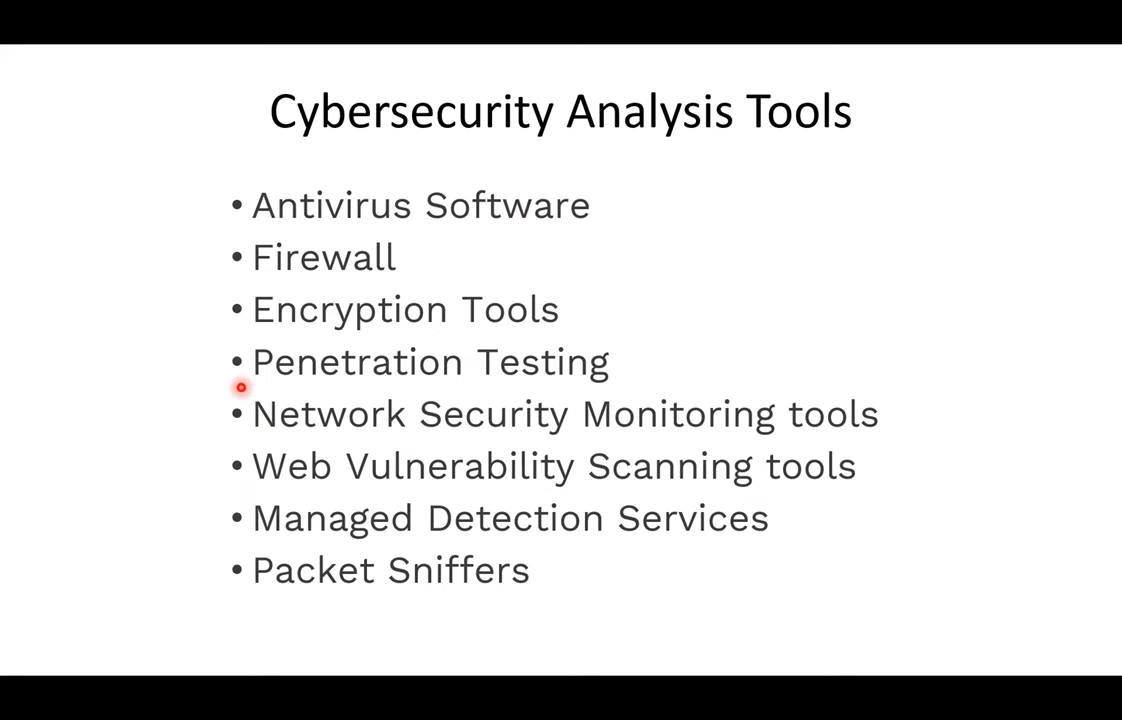 Cybersecurity Analysis Tools
• Antivirus Software
• Firewall
• Encryption Tools
• Penetration Testing
• Network Security Monitoring tools
• Web Vulnerability Scanning tools
• Managed Detection Services
• Packet Sniffers